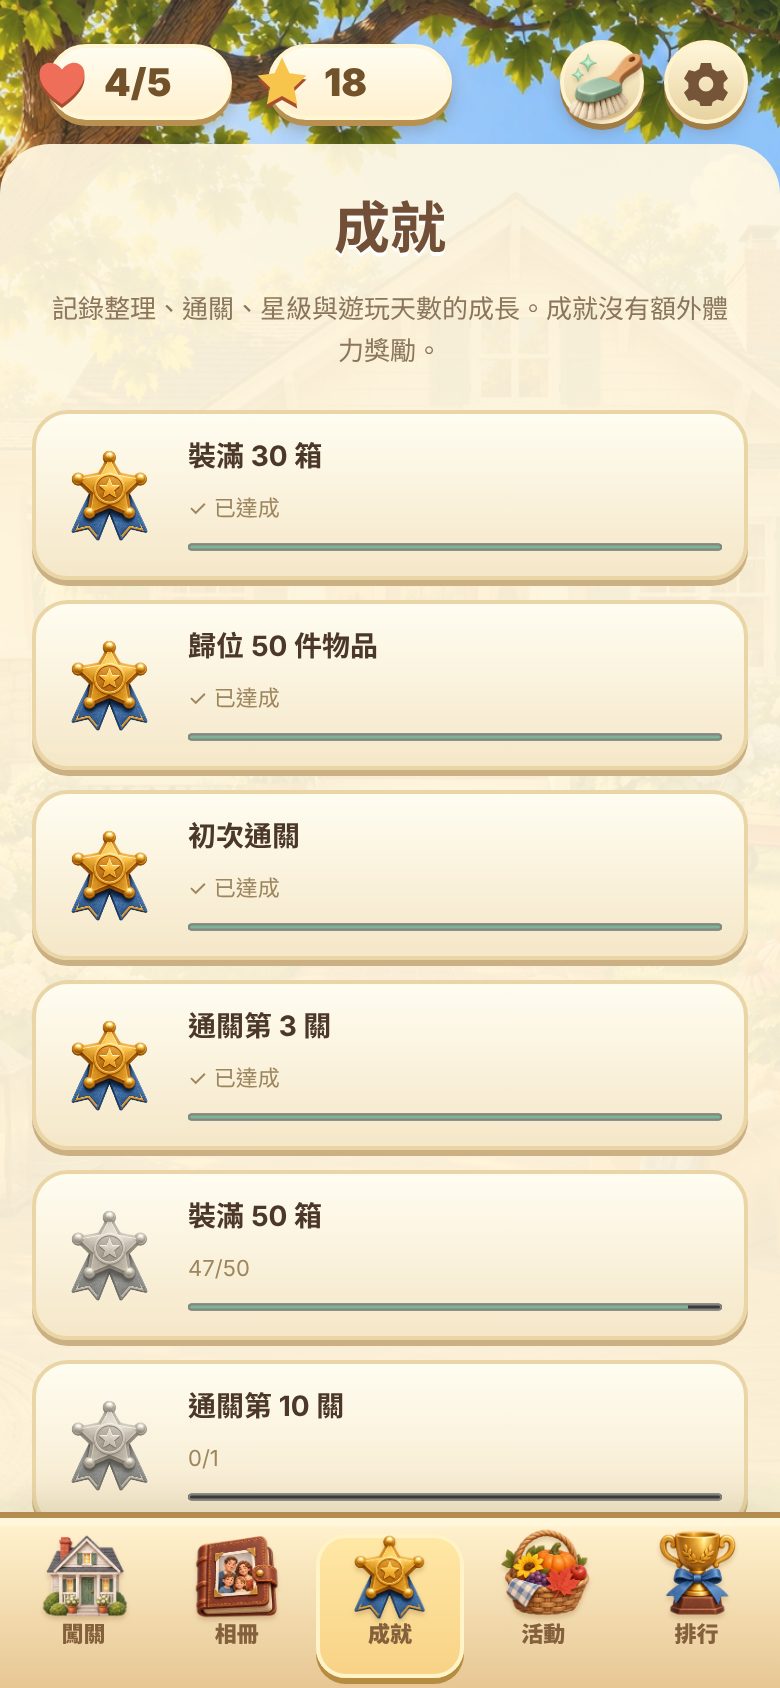 4/5
18
成就
記錄整理、通關、星級與遊玩天數的成長。成就沒有額外體
力獎勵。
裝滿 30 箱
✓ 已達成
歸位 50 件物品
✓ 已達成
初次通關
✓ 已達成
通關第 3 關
✓ 已達成
裝滿 50 箱
47/50
通關第 10 關
0/1
闖關
相冊
成就
活動
排行